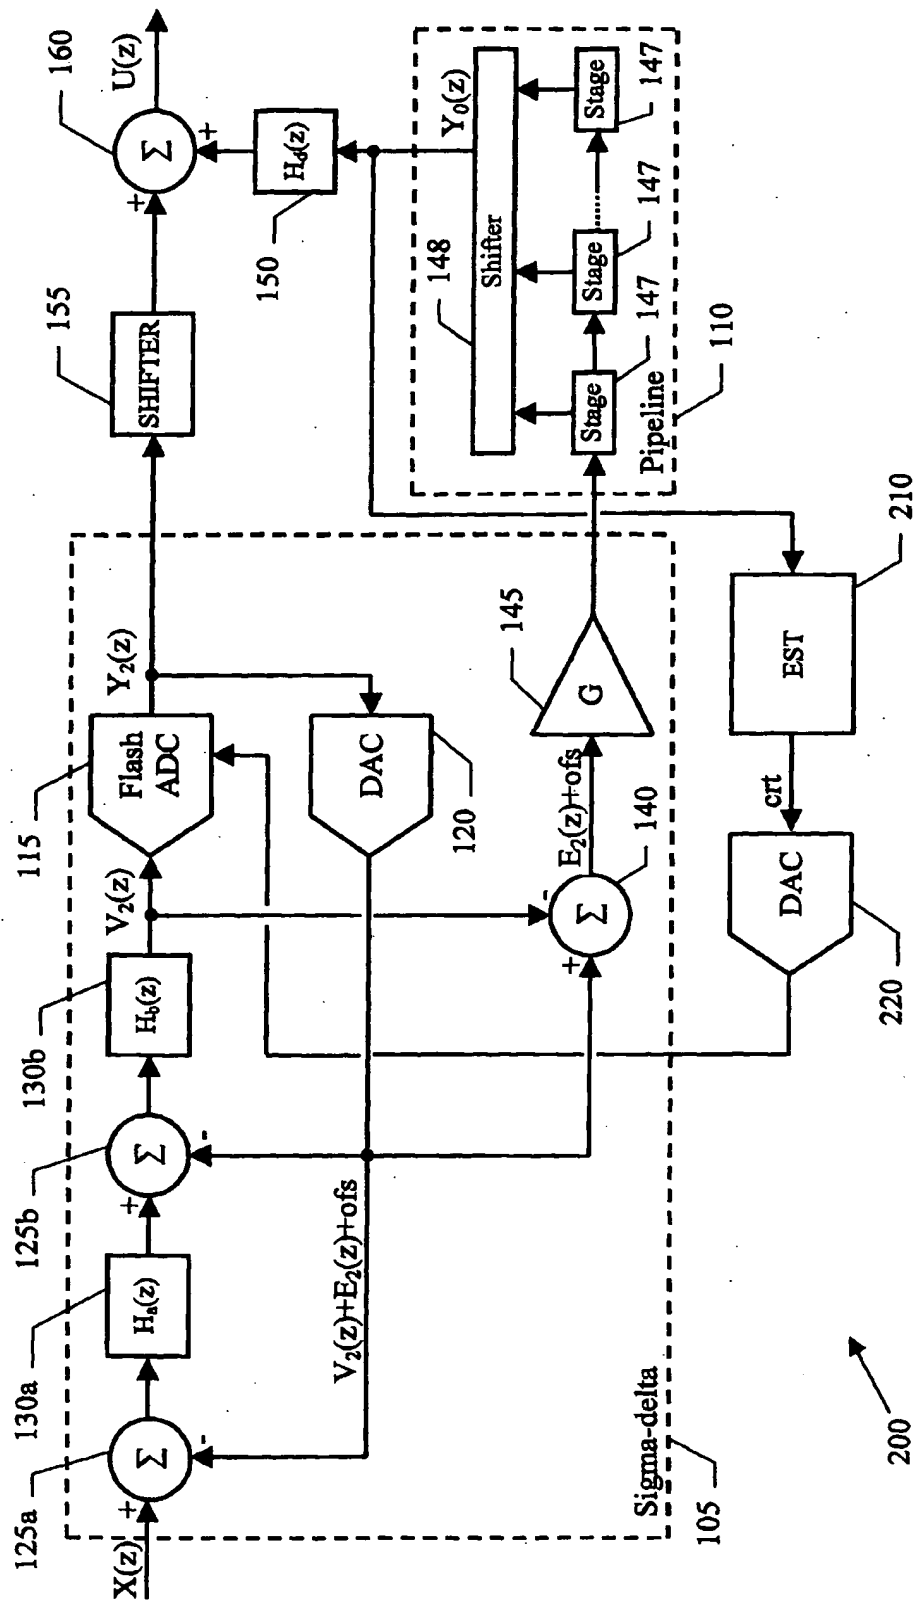 X(z)
+
125a
Σ
-
130a
Hₐ(z)
+
125b
Σ
-
130b
H_b(z)
V₂(z)
115
Flash
ADC
Y₂(z)
155
SHIFTER
+
160
Σ
U(z)
+
H_d(z)
150
DAC
120
V₂(z)+E₂(z)+ofs
+
-
Σ
140
E₂(z)+ofs
G
145
Sigma-delta
105
Y₀(z)
148
Shifter
Stage
147
Stage
147
Stage
147
Pipeline
110
EST
210
crt
DAC
220
200